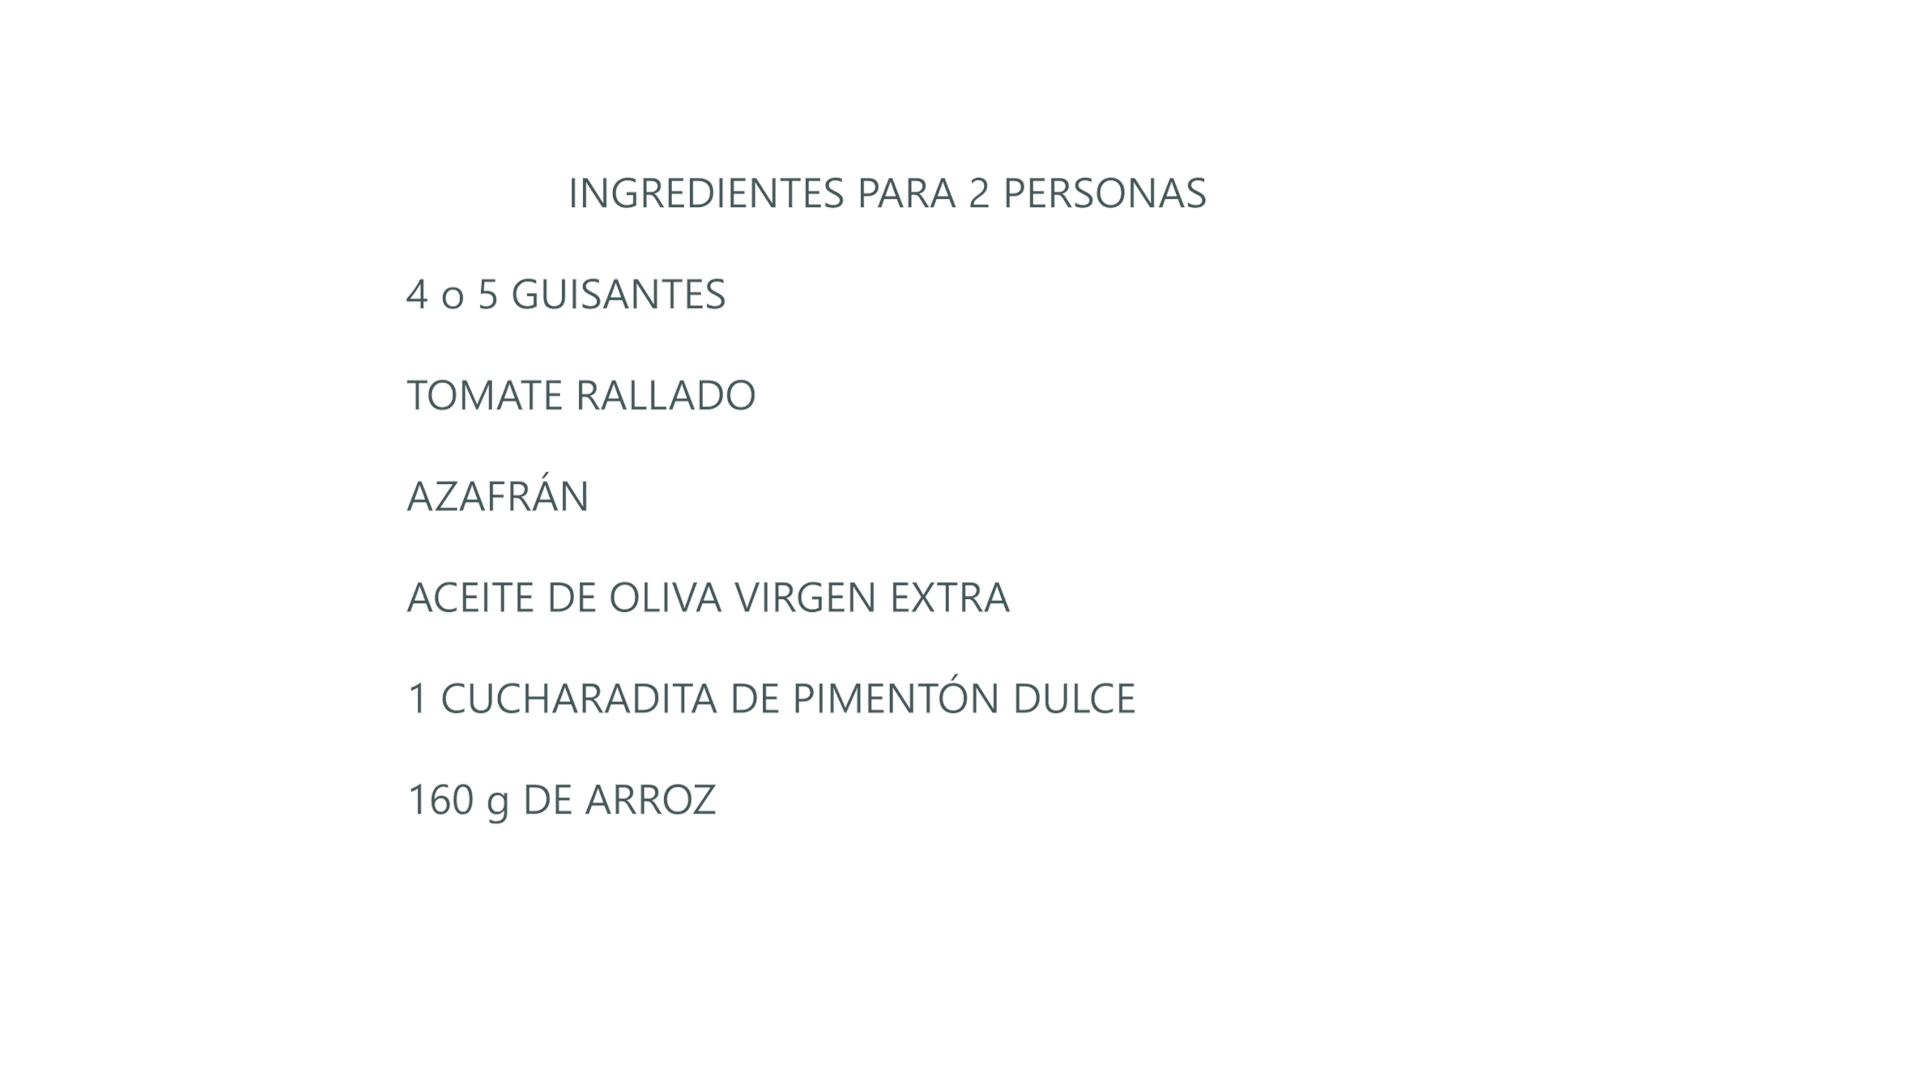 INGREDIENTES PARA 2 PERSONAS
4 o 5 GUISANTES
TOMATE RALLADO
AZAFRÁN
ACEITE DE OLIVA VIRGEN EXTRA
1 CUCHARADITA DE PIMENTÓN DULCE
160 g DE ARROZ